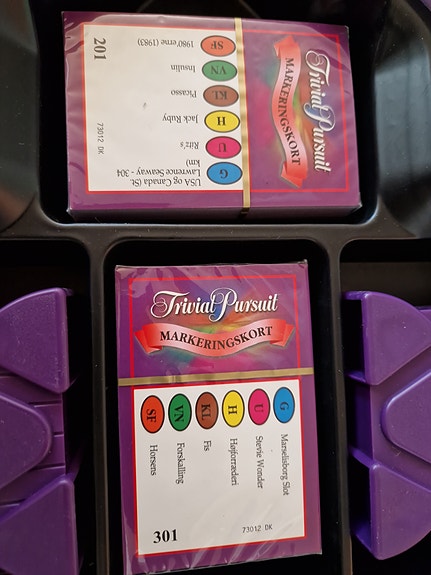 Trivial Pursuit
MARKERINGSKORT
SF 1980'erne (1983)
VN Insulin
KL Picasso
H Jack Ruby
U Ritz's
G USA og Canada (St.
Lawrence Seaway - 304
km)
201
73012 DK
Trivial Pursuit
MARKERINGSKORT
G Marselisborg Slot
U Stevie Wonder
H Højforræderi
KL Fis
VN Forskalling
SF Horsens
301
73012 DK